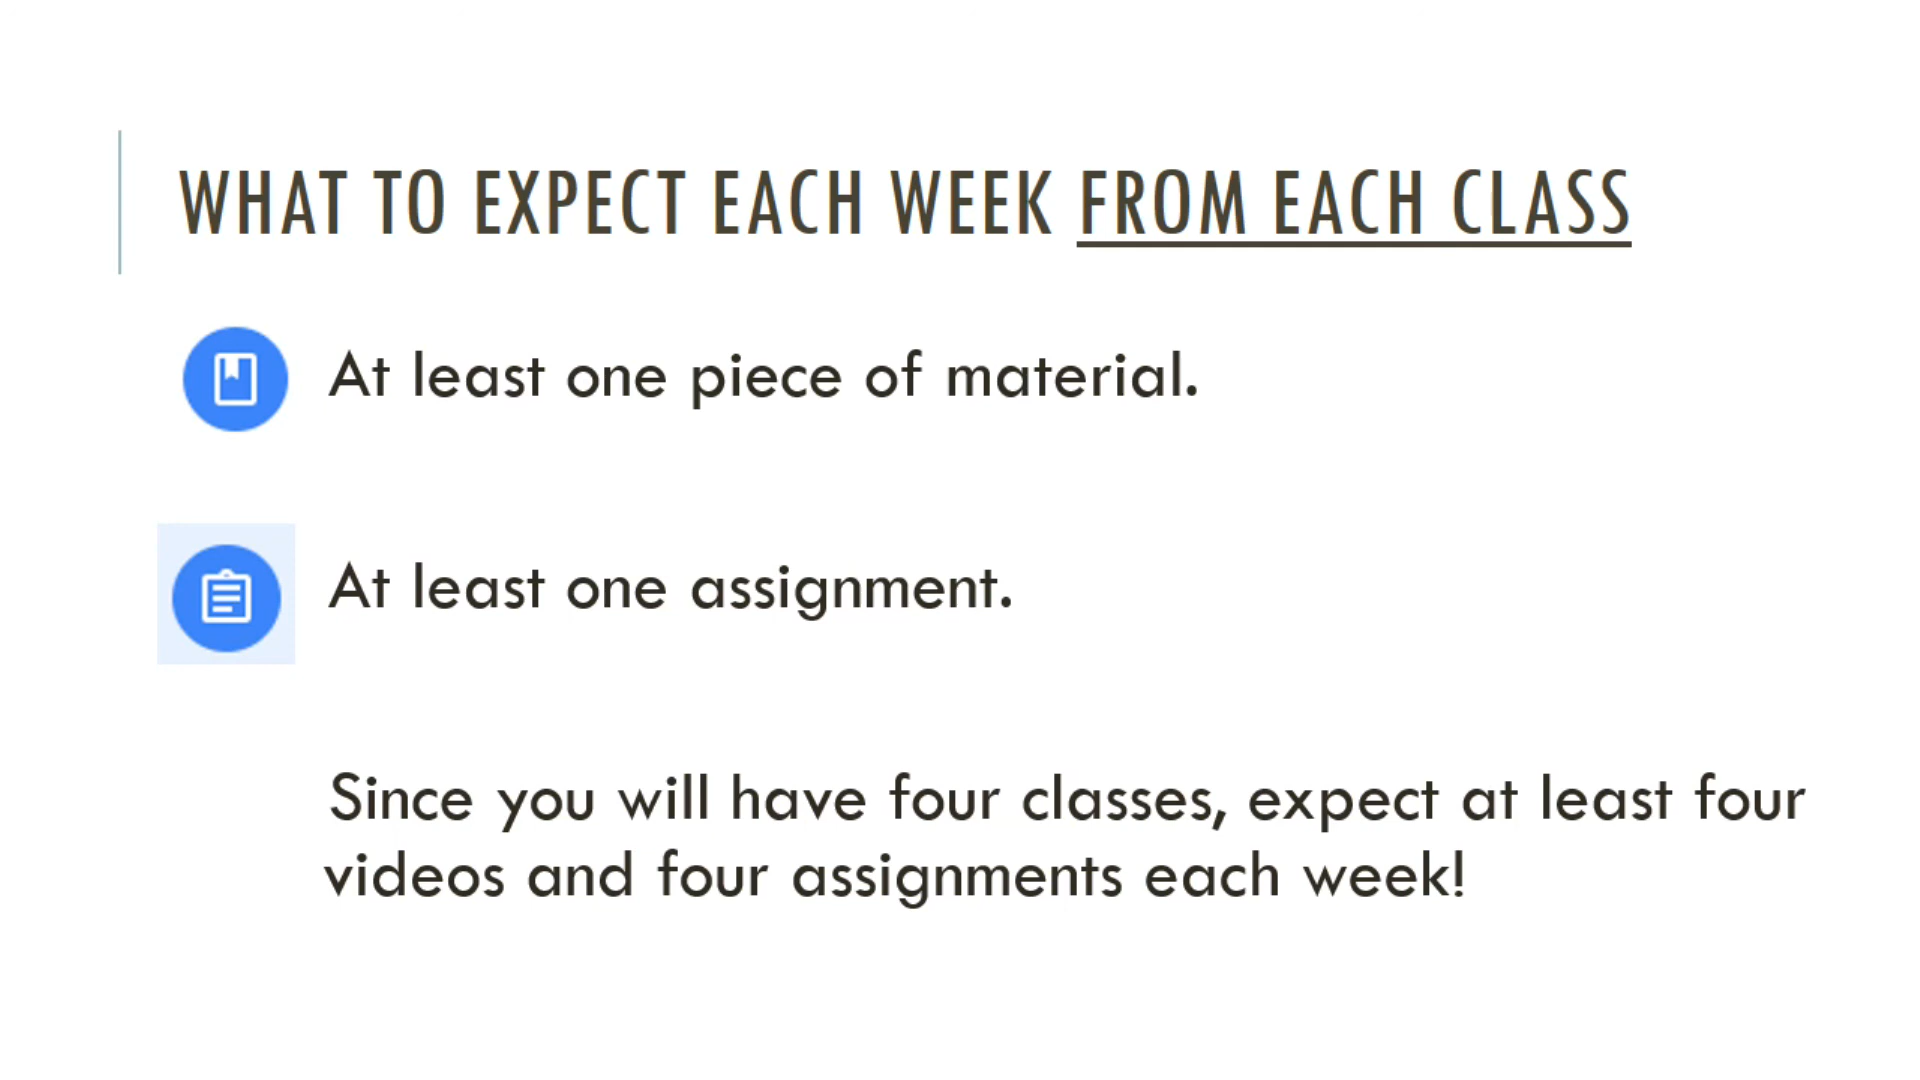 WHAT TO EXPECT EACH WEEK FROM EACH CLASS
At least one piece of material.
At least one assignment.
Since you will have four classes, expect at least four
videos and four assignments each week!